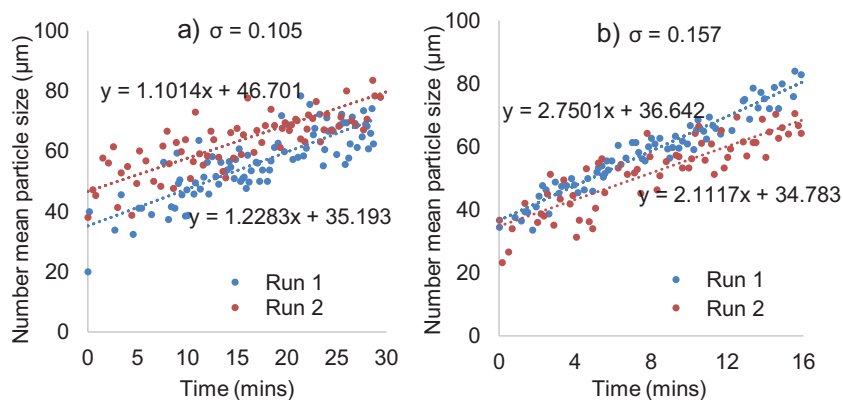 a) σ = 0.105
Number mean particle size (µm)
100
80
60
40
20
0
y = 1.1014x + 46.701
y = 1.2283x + 35.193
Run 1
Run 2
0 5 10 15 20 25 30
Time (mins)
b) σ = 0.157
Number mean particle size (µm)
100
80
60
40
20
0
y = 2.7501x + 36.642
y = 2.1117x + 34.783
Run 1
Run 2
0 4 8 12 16
Time (mins)